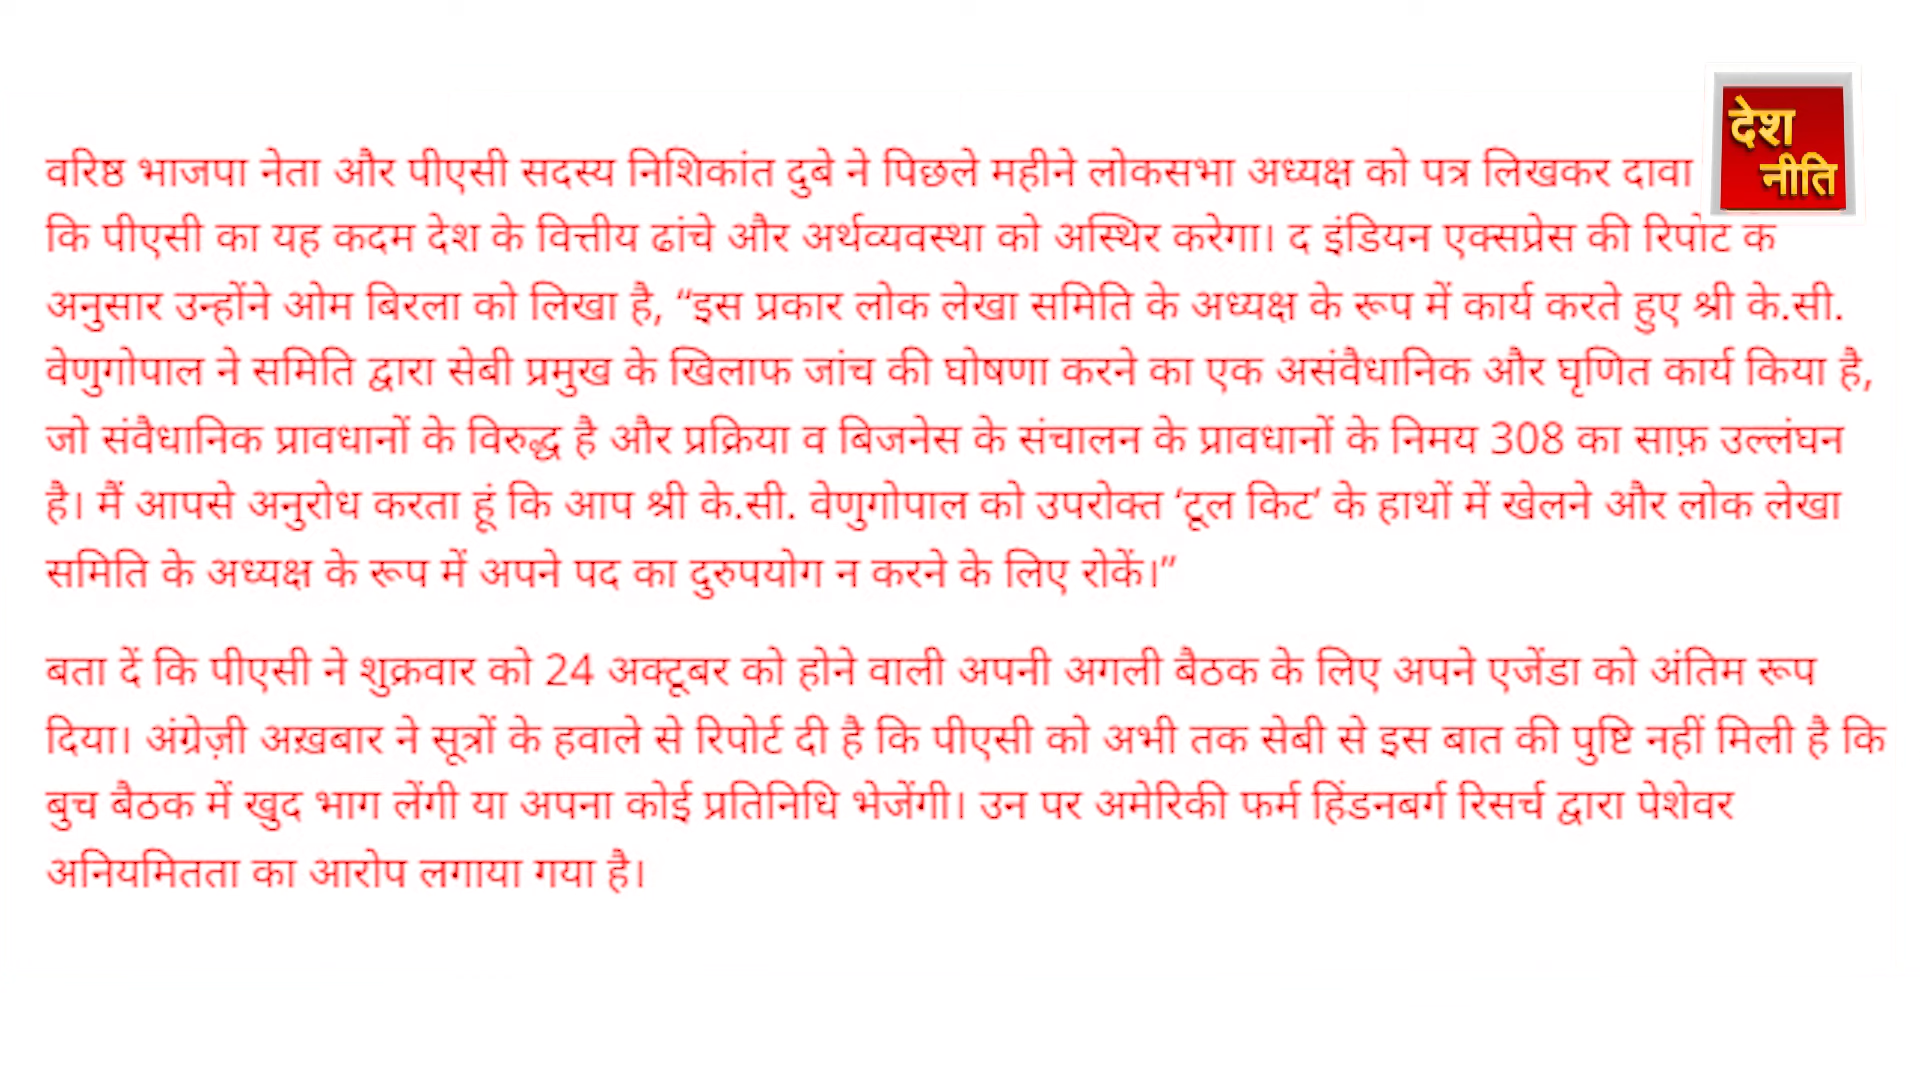 वरिष्ठ भाजपा नेता और पीएसी सदस्य निशिकांत दुबे ने पिछले महीने लोकसभा अध्यक्ष को पत्र लिखकर दावा
देश
नीति
कि पीएसी का यह कदम देश के वित्तीय ढांचे और अर्थव्यवस्था को अस्थिर करेगा। द इंडियन एक्सप्रेस की
अनुसार उन्होंने ओम बिरला को लिखा है, “इस प्रकार लोक लेखा समिति के अध्यक्ष के रूप में कार्य करते हुए श्री के.सी.
वेणुगोपाल ने समिति द्वारा सेबी प्रमुख के खिलाफ जांच की घोषणा करने का एक असंवैधानिक और घृणित कार्य किया है,
जो संवैधानिक प्रावधानों के विरुद्ध है और प्रक्रिया व बिजनेस के संचालन के प्रावधानों के निमय 308 का साफ़ उल्लंघन
है। मैं आपसे अनुरोध करता हूं कि आप श्री के.सी. वेणुगोपाल को उपरोक्त ‘टूल किट’ के हाथों में खेलने और लोक लेखा
समिति के अध्यक्ष के रूप में अपने पद का दुरुपयोग न करने के लिए रोकें।”
बता दें कि पीएसी ने शुक्रवार को 24 अक्टूबर को होने वाली अपनी अगली बैठक के लिए अपने एजेंडा को अंतिम रूप
दिया। अंग्रेज़ी अख़बार ने सूत्रों के हवाले से रिपोर्ट दी है कि पीएसी को अभी तक सेबी से इस बात की पुष्टि नहीं मिली है कि
बुच बैठक में खुद भाग लेंगी या अपना कोई प्रतिनिधि भेजेंगी। उन पर अमेरिकी फर्म हिंडनबर्ग रिसर्च द्वारा पेशेवर
अनियमितता का आरोप लगाया गया है।